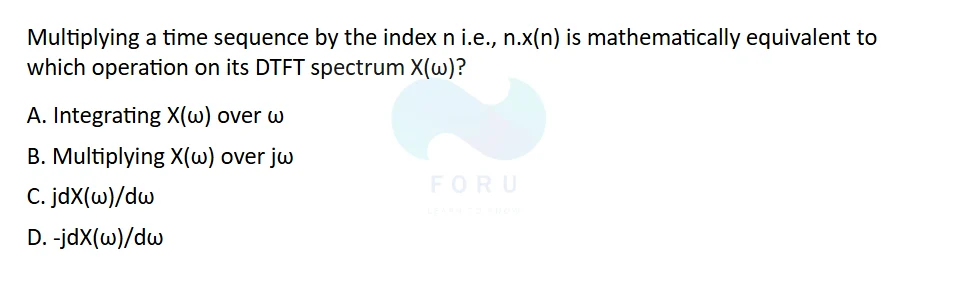 Multiplying a time sequence by the index n i.e., n.x(n) is mathematically equivalent to
which operation on its DTFT spectrum X(ω)?
A. Integrating X(ω) over ω
B. Multiplying X(ω) over jω
C. jdX(ω)/dω
D. -jdX(ω)/dω
FORU